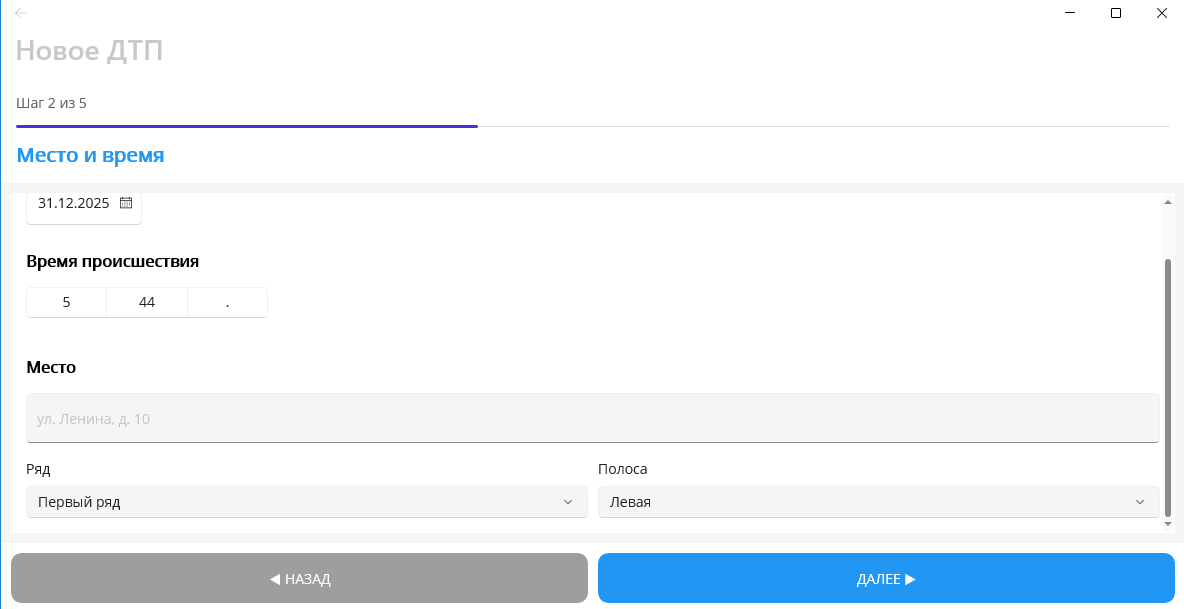 Новое ДТП
Шаг 2 из 5
Место и время
31.12.2025
Время происшествия
5 44 .
Место
ул. Ленина, д. 10
Ряд Полоса
Первый ряд Левая
◀ НАЗАД ДАЛЕЕ ▶